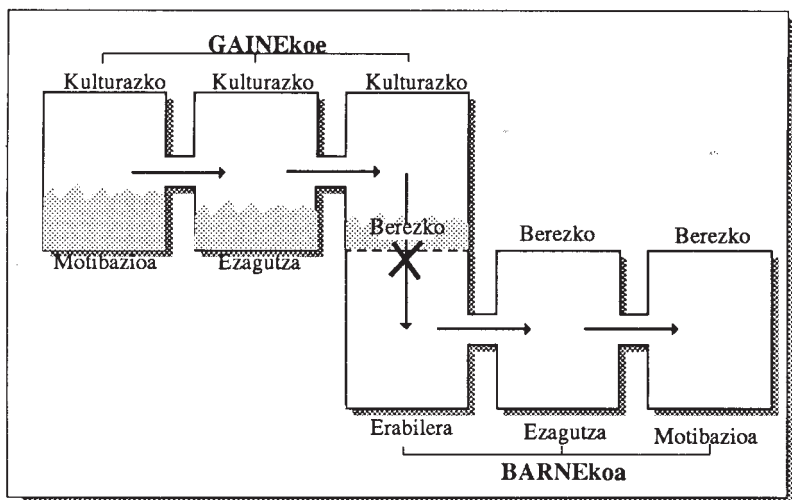 GAINEkoe
Kulturazko Kulturazko Kulturazko
Berezko
Berezko Berezko
Motibazioa Ezagutza
Erabilera Ezagutza Motibazioa
BARNEkoa